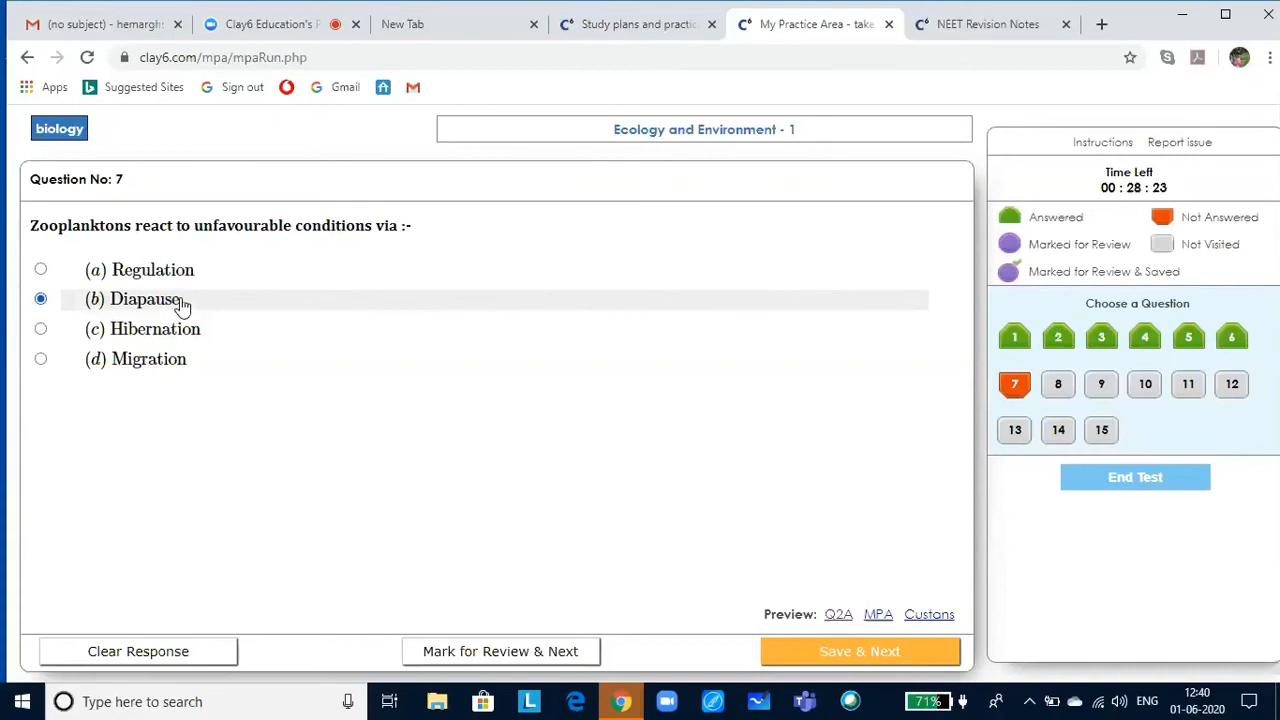 (no subject) - hemarghs
Clay6 Education's P
New Tab
Study plans and practic
My Practice Area - take
NEET Revision Notes
clay6.com/mpa/mpaRun.php
Apps
Suggested Sites
Sign out
Gmail
biology
Ecology and Environment - 1
Instructions Report issue
Question No: 7
Time Left
00 : 28 : 23
Answered
Not Answered
Marked for Review
Not Visited
Marked for Review & Saved
Zooplanktons react to unfavourable conditions via :-
(a) Regulation
(b) Diapause
(c) Hibernation
(d) Migration
Choose a Question
1 2 3 4 5 6
7 8 9 10 11 12
13 14 15
End Test
Preview: Q2A MPA Custans
Clear Response
Mark for Review & Next
Save & Next
Type here to search
71%
ENG
12:40
01-06-2020